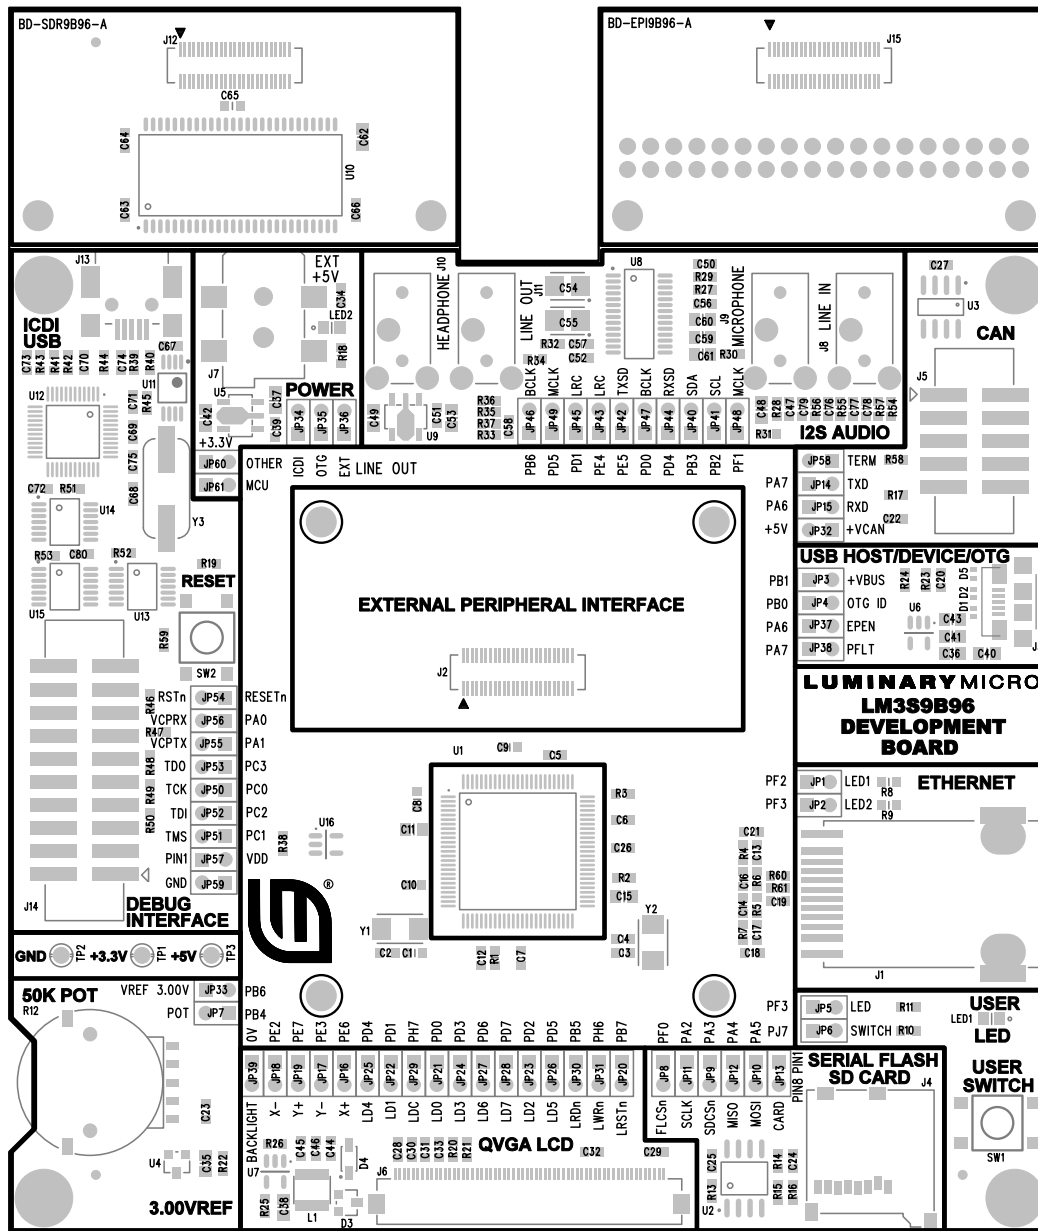 BD-SDR9B96-A
J12
C65
C64
C62
U10
C63
C66
BD-EPI9B96-A
J15
J13
ICDI
USB
C73
R43
R41
R42
C70
R44
C74
R39
R40
C67
U12
U11
C71
R45
C69
C75
C68
C72
R51
U14
Y3
R53
C80
R52
U15
U13
R19
RESET
R59
SW2
EXT
+5V
C34
LED2
R18
J7
U5
POWER
C42
C37
C39
JP34
JP35
JP36
ICDI
OTG
EXT
+3.3V
JP60
OTHER
JP61
MCU
HEADPHONE
J10
LINE OUT
J11
C54
C55
R32
C57
C52
R34
U8
C50
R29
R27
C56
C60
C59
C61
R30
J9
MICROPHONE
J8
LINE IN
C49
U9
C51
C53
R36
R35
R37
R33
C58
BCLK
MCLK
LRC
LRC
TXSD
BCLK
RXSD
SDA
SCL
MCLK
JP46
JP49
JP45
JP43
JP42
JP47
JP44
JP40
JP41
JP48
LINE OUT
PB6
PD5
PD1
PE4
PE5
PD0
PD4
PB3
PB2
PF1
C48
R28
C47
C79
R56
C76
R55
C77
C78
R57
R54
R31
I2S AUDIO
C27
U3
CAN
J5
JP58
TERM
R58
PA7
JP14
TXD
PA6
JP15
RXD
R17
+5V
JP32
+VCAN
C22
USB HOST/DEVICE/OTG
PB1
JP3
+VBUS
PB0
JP4
OTG ID
PA6
JP37
EPEN
PA7
JP38
PFLT
R24
R23
C20
D5
D2
D1
U6
C43
C41
C36
C40
EXTERNAL PERIPHERAL INTERFACE
J2
LUMINARYMICRO
LM3S9B96
DEVELOPMENT
BOARD
R46
R47
R48
R49
R50
RSTn
JP54
RESETn
VCPRX
JP56
PA0
VCPTX
JP55
PA1
TDO
JP53
PC3
TCK
JP50
PC0
TDI
JP52
PC2
TMS
JP51
PC1
PIN1
JP57
VDD
GND
JP59
J14
DEBUG
INTERFACE
U1
C9
C5
C8
C11
C10
R3
C6
C26
R2
C15
C4
C3
C12
R1
C7
U16
R38
®
Y1
C2
C1
Y2
C21
R4
C13
C16
R6
C14
R5
R7
C17
C18
R60
R61
C19
PF2
JP1
LED1
R8
PF3
JP2
LED2
R9
ETHERNET
J1
GND
TP2
+3.3V
TP1
+5V
TP3
50K POT
R12
VREF 3.00V
JP33
PB6
POT
JP7
PB4
C23
U4
C35
R22
3.00VREF
0V
PE2
PE7
PE3
PE6
PD4
PD1
PH7
PD0
PD3
PD6
PD7
PD2
PD5
PB5
PH6
PB7
PF0
PA2
PA3
PA4
PA5
JP39
JP18
JP19
JP17
JP16
JP25
JP22
JP29
JP21
JP24
JP27
JP28
JP23
JP26
JP30
JP31
JP20
JP8
JP11
JP9
JP12
JP10
JP13
BACKLIGHT
X-
Y+
Y-
X+
LD4
LD1
LDC
LD0
LD3
LD6
LD7
LD2
LD5
LRDn
LWRn
LRSTn
FLCSn
SCLK
SDCSn
MISO
MOSI
CARD
PIN8 PIN1
R26
U7
C45
C46
C44
D4
R25
C38
L1
D3
C28
C30
C31
C33
R20
R21
QVGA LCD
C32
C29
J6
C25
R13
U2
R14
C24
R15
R16
PF3
JP5
LED
R11
PJ7
JP6
SWITCH
R10
USER
LED
LED1
SERIAL FLASH
SD CARD
J4
USER
SWITCH
SW1